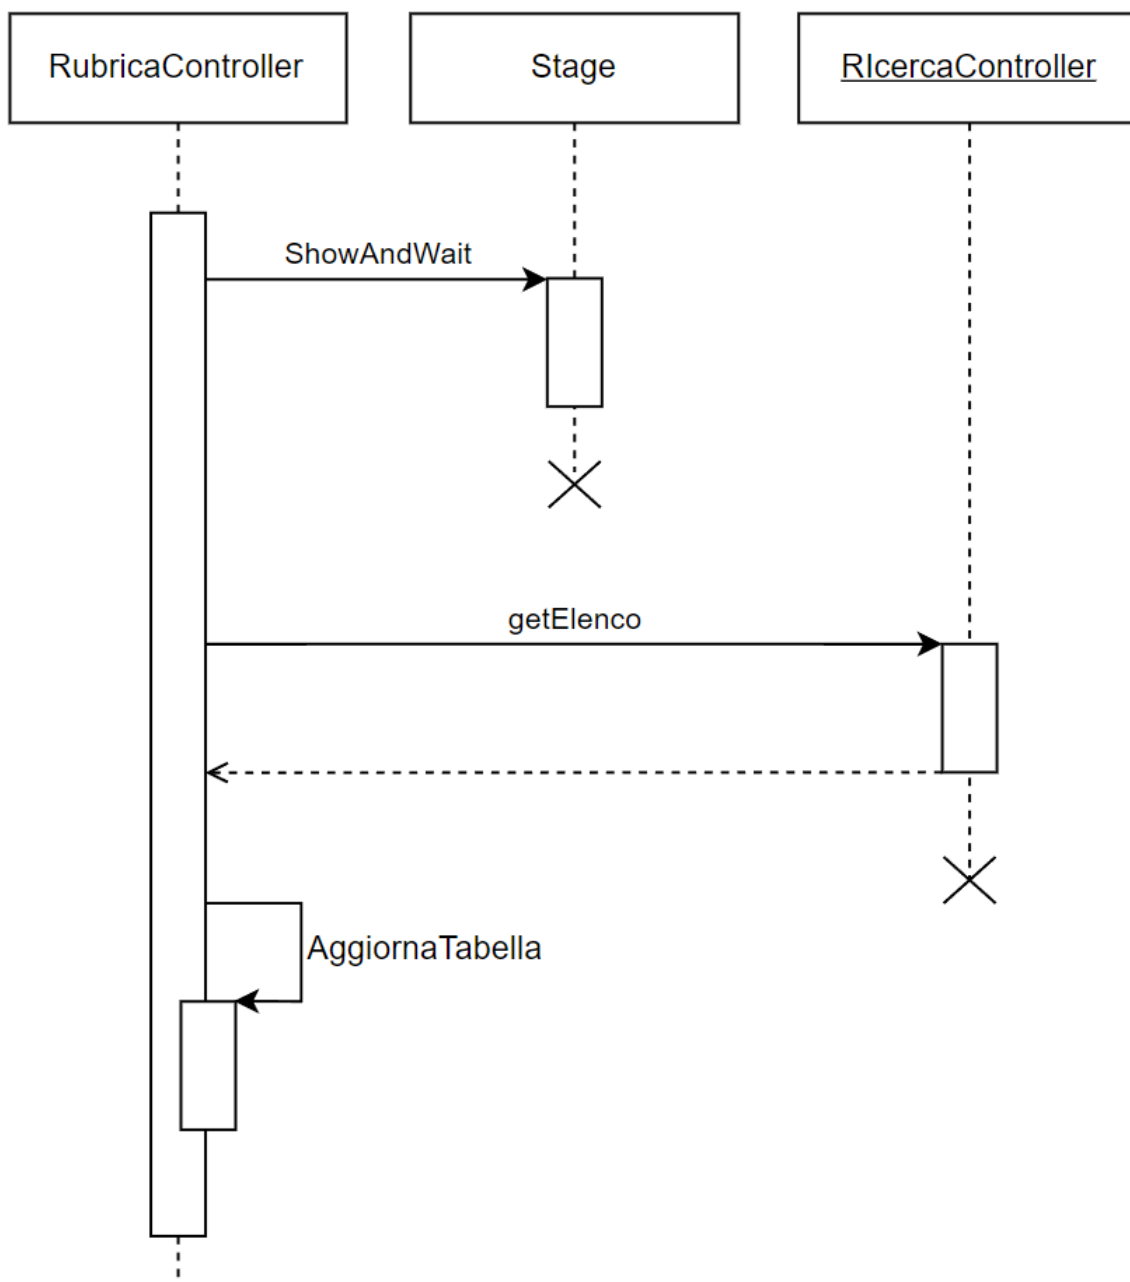 RubricaController
Stage
RIcercaController
ShowAndWait
getElenco
AggiornaTabella